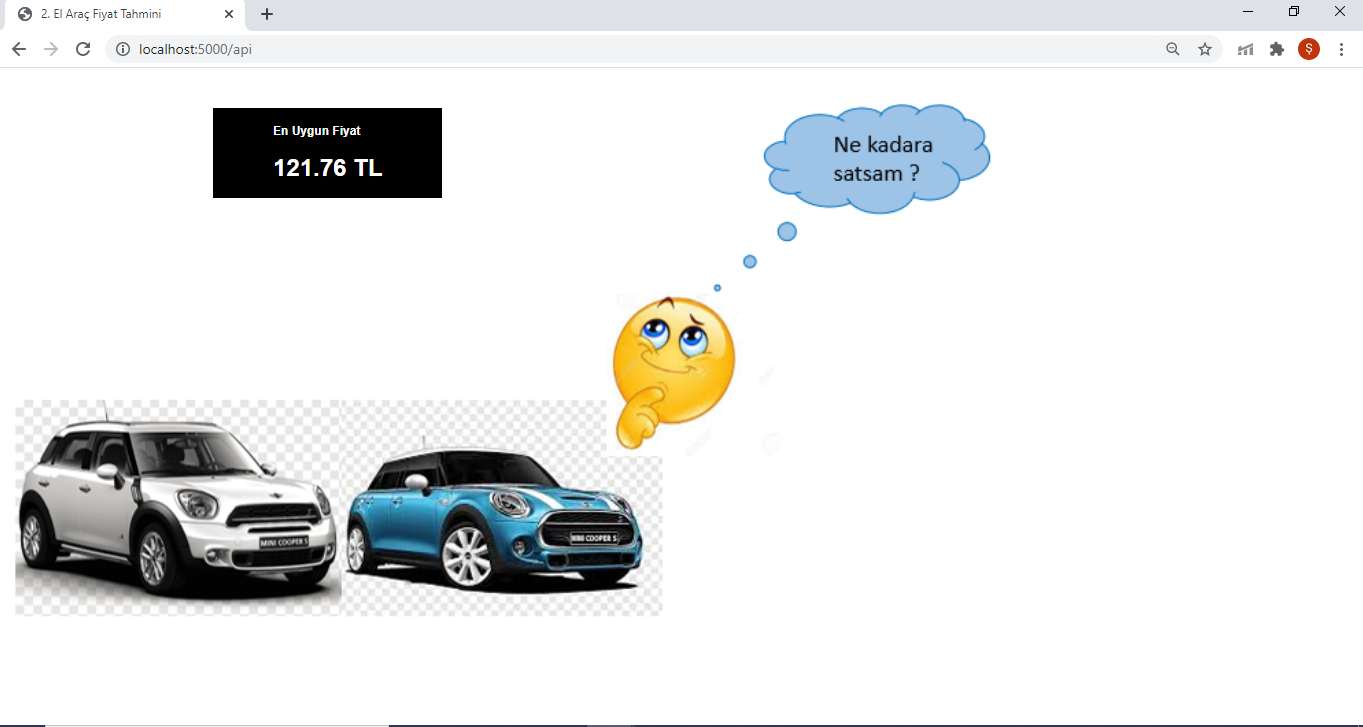 2. El Araç Fiyat Tahmini
localhost:5000/api
Ş
En Uygun Fiyat
121.76 TL
Ne kadara
satsam ?
MINI COOPER S
MINI COOPER S